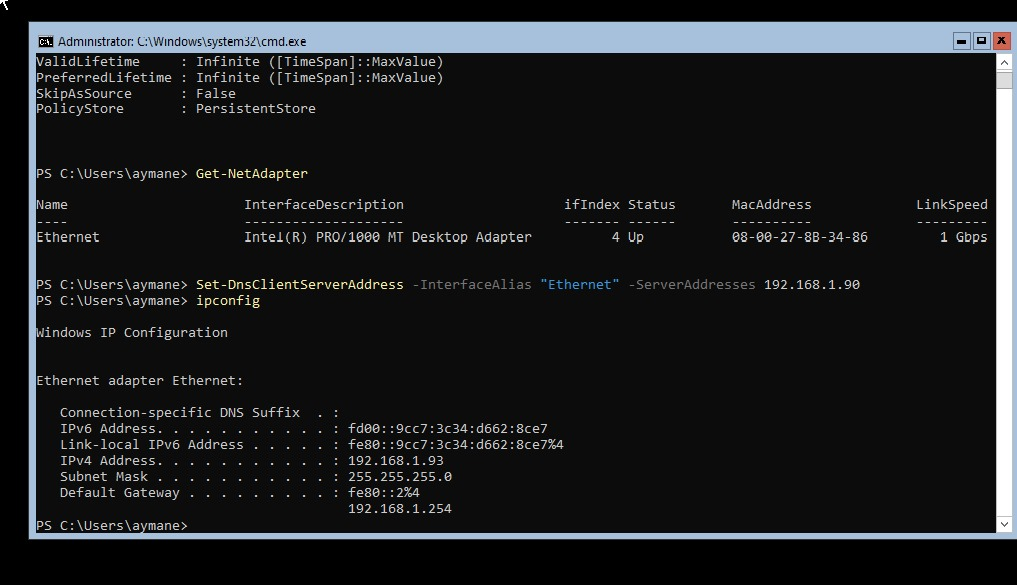 Administrator: C:\Windows\system32\cmd.exe
ValidLifetime     : Infinite ([TimeSpan]::MaxValue)
PreferredLifetime : Infinite ([TimeSpan]::MaxValue)
SkipAsSource      : False
PolicyStore       : PersistentStore
PS C:\Users\aymane> Get-NetAdapter
Name                      InterfaceDescription                    ifIndex Status       MacAddress             LinkSpeed
----                      --------------------                    ------- ------       ----------             ---------
Ethernet                  Intel(R) PRO/1000 MT Desktop Adapter          4 Up           08-00-27-8B-34-86         1 Gbps
PS C:\Users\aymane> Set-DnsClientServerAddress -InterfaceAlias "Ethernet" -ServerAddresses 192.168.1.90
PS C:\Users\aymane> ipconfig
Windows IP Configuration
Ethernet adapter Ethernet:
   Connection-specific DNS Suffix  . :
   IPv6 Address. . . . . . . . . . . : fd00::9cc7:3c34:d662:8ce7
   Link-local IPv6 Address . . . . . : fe80::9cc7:3c34:d662:8ce7%4
   IPv4 Address. . . . . . . . . . . : 192.168.1.93
   Subnet Mask . . . . . . . . . . . : 255.255.255.0
   Default Gateway . . . . . . . . . : fe80::2%4
                                       192.168.1.254
PS C:\Users\aymane>